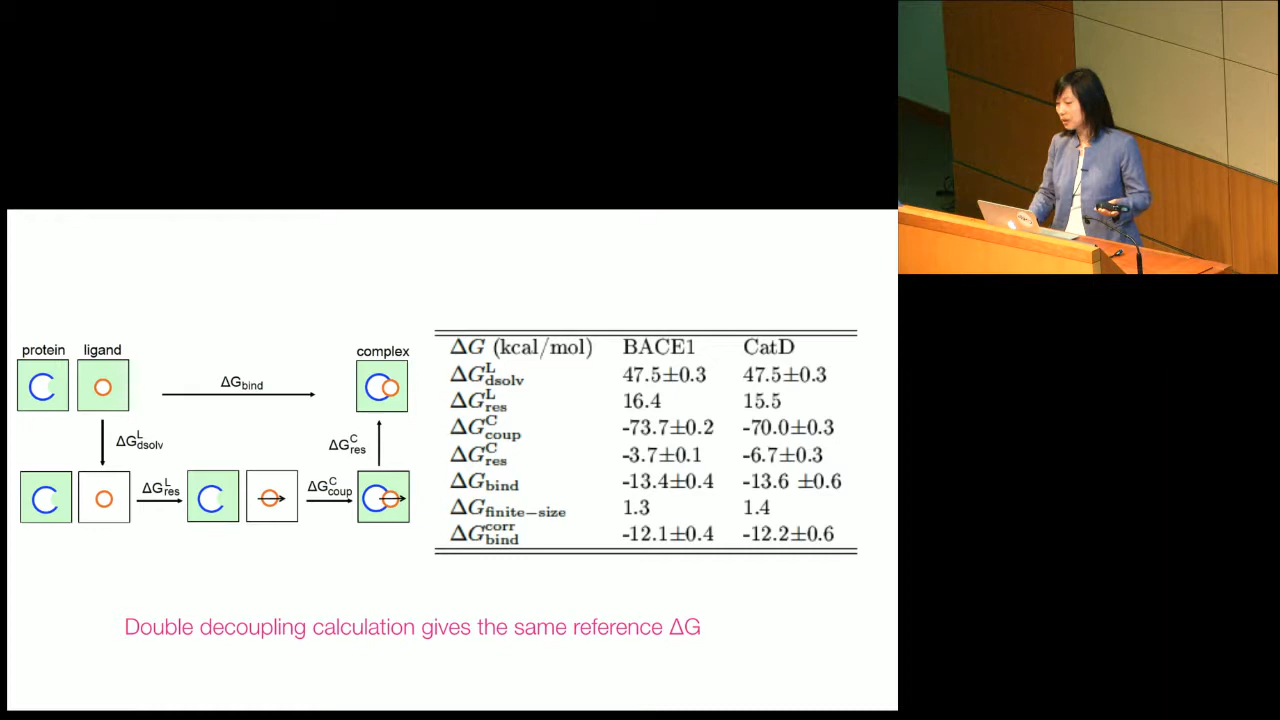 protein ligand complex
ΔGbind
ΔG^L_dsolv
ΔG^C_res
ΔG^L_res ΔG^C_coup
ΔG (kcal/mol) BACE1 CatD
ΔG^L_dsolv 47.5±0.3 47.5±0.3
ΔG^L_res 16.4 15.5
ΔG^C_coup -73.7±0.2 -70.0±0.3
ΔG^C_res -3.7±0.1 -6.7±0.3
ΔG_bind -13.4±0.4 -13.6 ±0.6
ΔG_finite−size 1.3 1.4
ΔG^corr_bind -12.1±0.4 -12.2±0.6
Double decoupling calculation gives the same reference ΔG